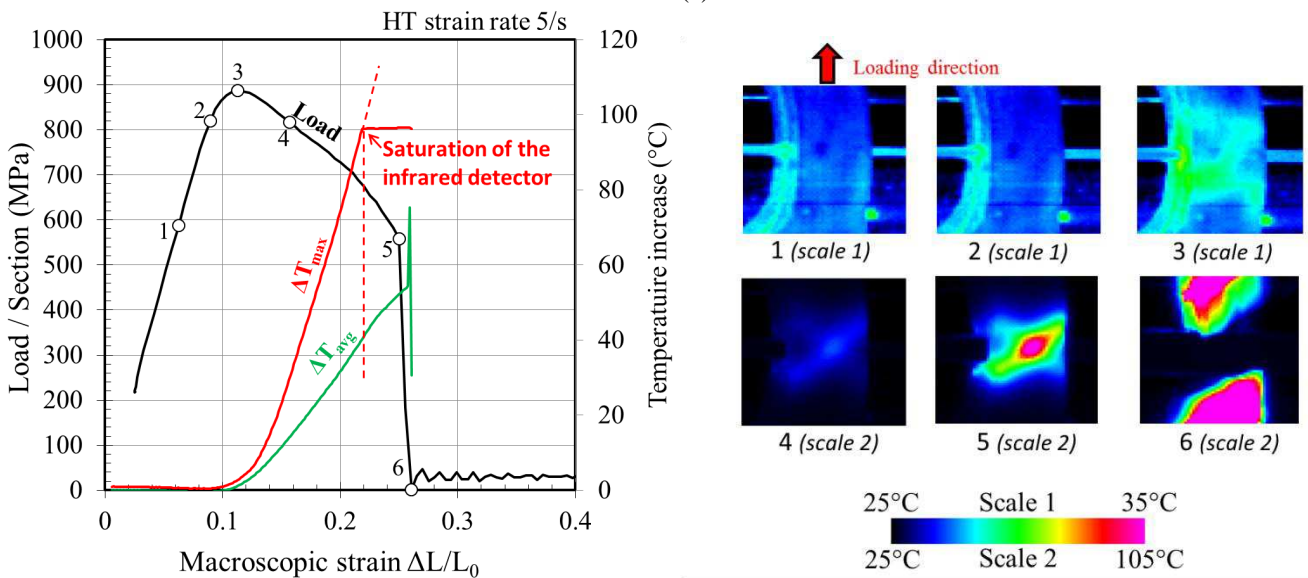 HT strain rate 5/s
1000
900
800
700
600
500
400
300
200
100
0
Load / Section (MPa)
120
100
80
60
40
20
0
Temperatuire increase (°C)
0
0.1
0.2
0.3
0.4
Macroscopic strain ΔL/L0
1
2
3
4
5
6
Load
Saturation of the
infrared detector
ΔTmax
ΔTavg
Loading direction
1 (scale 1)
2 (scale 1)
3 (scale 1)
4 (scale 2)
5 (scale 2)
6 (scale 2)
25°C Scale 1 35°C
25°C Scale 2 105°C